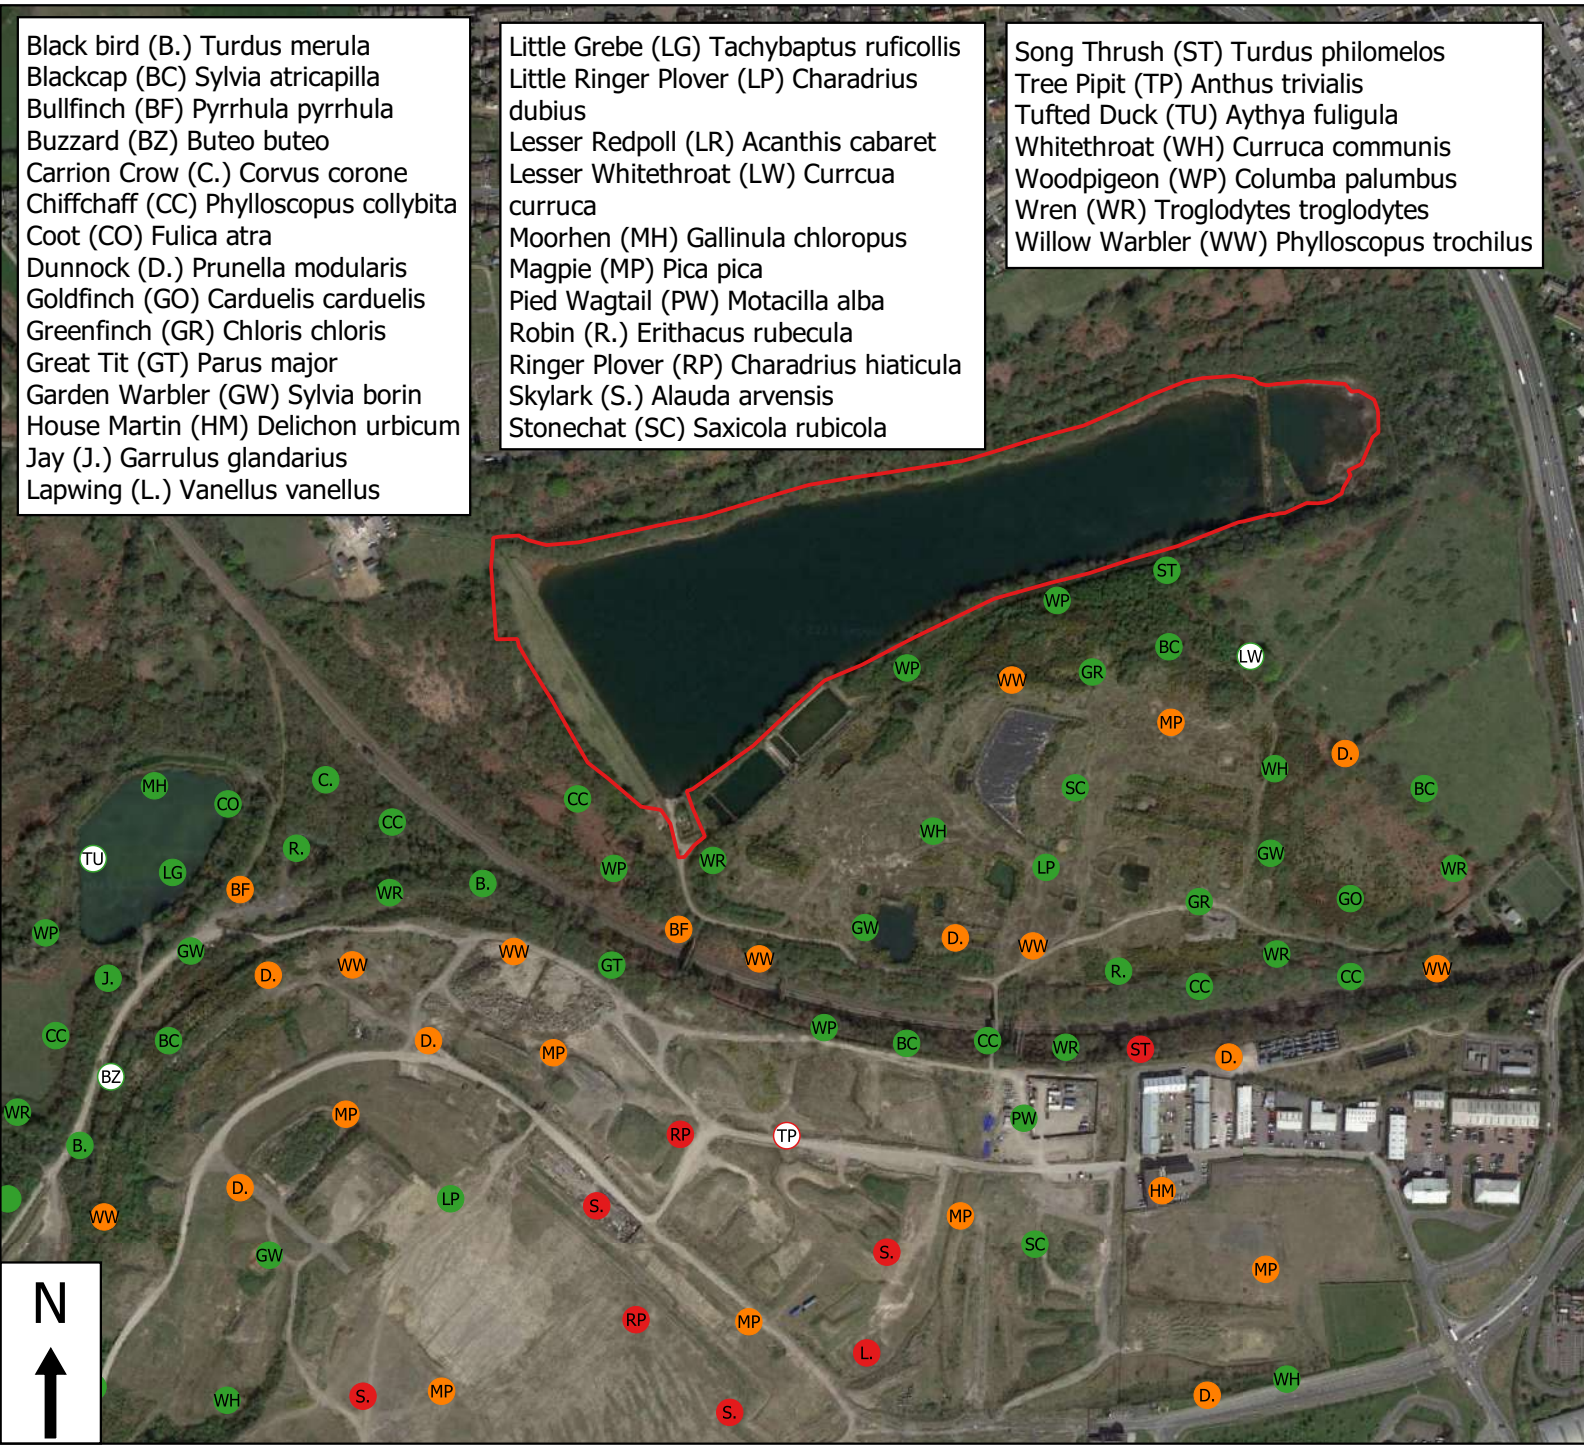 Black bird (B.) Turdus merula
Blackcap (BC) Sylvia atricapilla
Bullfinch (BF) Pyrrhula pyrrhula
Buzzard (BZ) Buteo buteo
Carrion Crow (C.) Corvus corone
Chiffchaff (CC) Phylloscopus collybita
Coot (CO) Fulica atra
Dunnock (D.) Prunella modularis
Goldfinch (GO) Carduelis carduelis
Greenfinch (GR) Chloris chloris
Great Tit (GT) Parus major
Garden Warbler (GW) Sylvia borin
House Martin (HM) Delichon urbicum
Jay (J.) Garrulus glandarius
Lapwing (L.) Vanellus vanellus
Little Grebe (LG) Tachybaptus ruficollis
Little Ringer Plover (LP) Charadrius
dubius
Lesser Redpoll (LR) Acanthis cabaret
Lesser Whitethroat (LW) Currcua
curruca
Moorhen (MH) Gallinula chloropus
Magpie (MP) Pica pica
Pied Wagtail (PW) Motacilla alba
Robin (R.) Erithacus rubecula
Ringer Plover (RP) Charadrius hiaticula
Skylark (S.) Alauda arvensis
Stonechat (SC) Saxicola rubicola
Song Thrush (ST) Turdus philomelos
Tree Pipit (TP) Anthus trivialis
Tufted Duck (TU) Aythya fuligula
Whitethroat (WH) Curruca communis
Woodpigeon (WP) Columba palumbus
Wren (WR) Troglodytes troglodytes
Willow Warbler (WW) Phylloscopus trochilus
ST
WP
BC
LW
WP
GR
WW
MP
D.
WH
C.
MH
SC
BC
CC
CO
CC
WH
R.
GW
TU
WR
LP
WR
WP
LG
B.
BF
WR
GO
GR
GW
BF
WP
D.
WW
GW
WW
WR
WW
WW
GT
WW
R.
D.
CC
J.
CC
WP
CC
BC
D.
CC
BC
WR
ST
MP
D.
BZ
WR
MP
PW
RP
TP
B.
D.
HM
LP
S.
MP
WW
SC
S.
GW
MP
RP
MP
L.
WH
MP
D.
S.
WH
S.
N